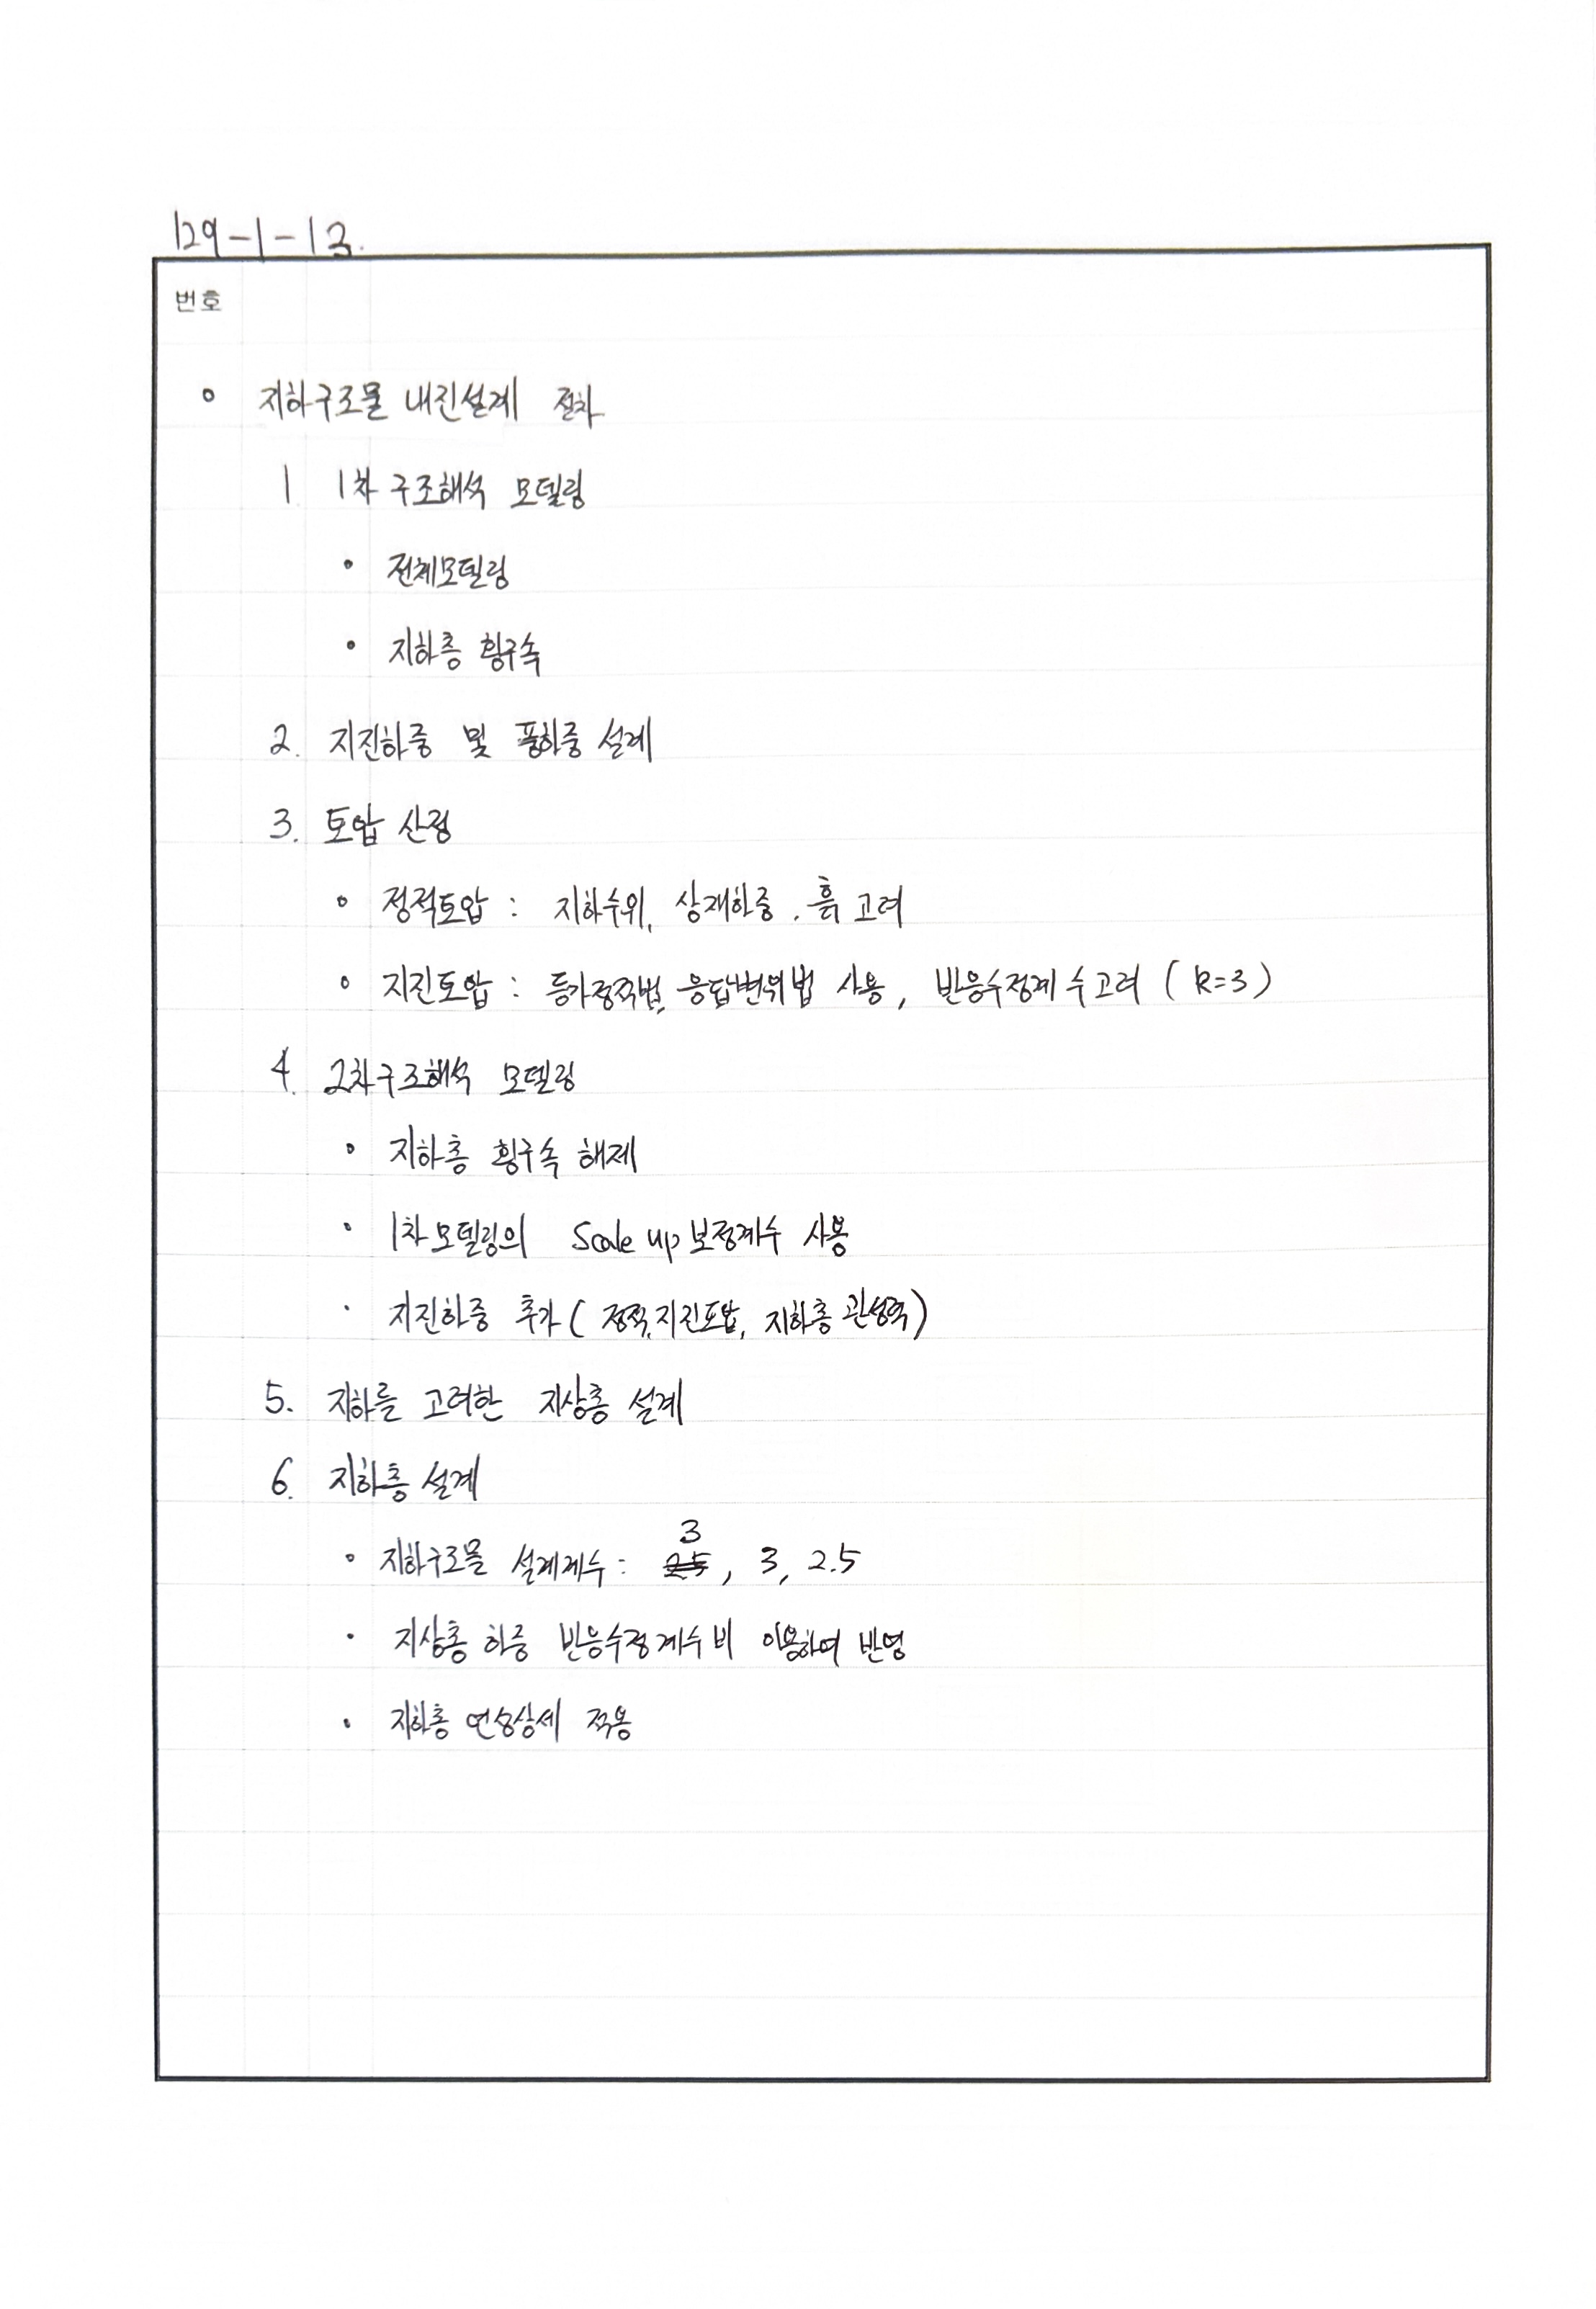 129-1-13.
번호
○ 지하구조물 내진설계 절차
1 1차 구조해석 모델링
• 전체모델링
• 지하층 횡구속
2. 지진하중 및 풍하중 설계
3. 토압 산정
• 정적토압 : 지하수위, 상재하중, 흙 고려
• 지진토압 : 등가정적법, 응답변위법 사용, 반응수정계수고려 (R=3)
4. 2차구조해석 모델링
• 지하층 횡구속 해제
• 1차모델링의 Scale up 보정계수 사용
• 지진하중 추가 (정적,지진토압, 지하층 관성력)
5. 지하를 고려한 지상층 설계
6. 지하층 설계
3
• 지하구조물 설계계수 : 2.5, 3, 2.5
• 지상층 하중 반응수정계수비 이용하여 반영
• 지하층 연성상세 적용